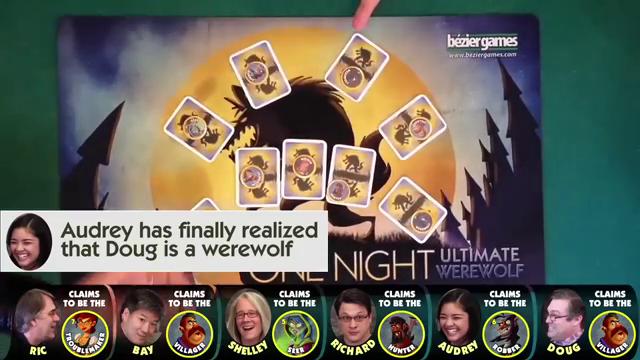 bézier games
www.beziergames.com
Audrey has finally realized
that Doug is a werewolf
ONE NIGHT
ULTIMATE
WEREWOLF
RIC
CLAIMS
TO BE THE
TROUBLEMAKER
BAY
CLAIMS
TO BE THE
VILLAGER
SHELLEY
CLAIMS
TO BE THE
SEER
RICHARD
CLAIMS
TO BE THE
HUNTER
AUDREY
CLAIMS
TO BE THE
ROBBER
DOUG
CLAIMS
TO BE THE
VILLAGER